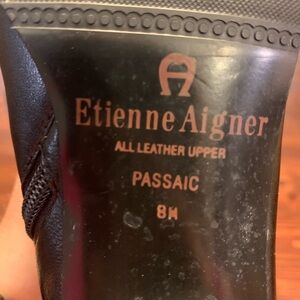 Etienne Aigner
ALL LEATHER UPPER
PASSAIC
8M